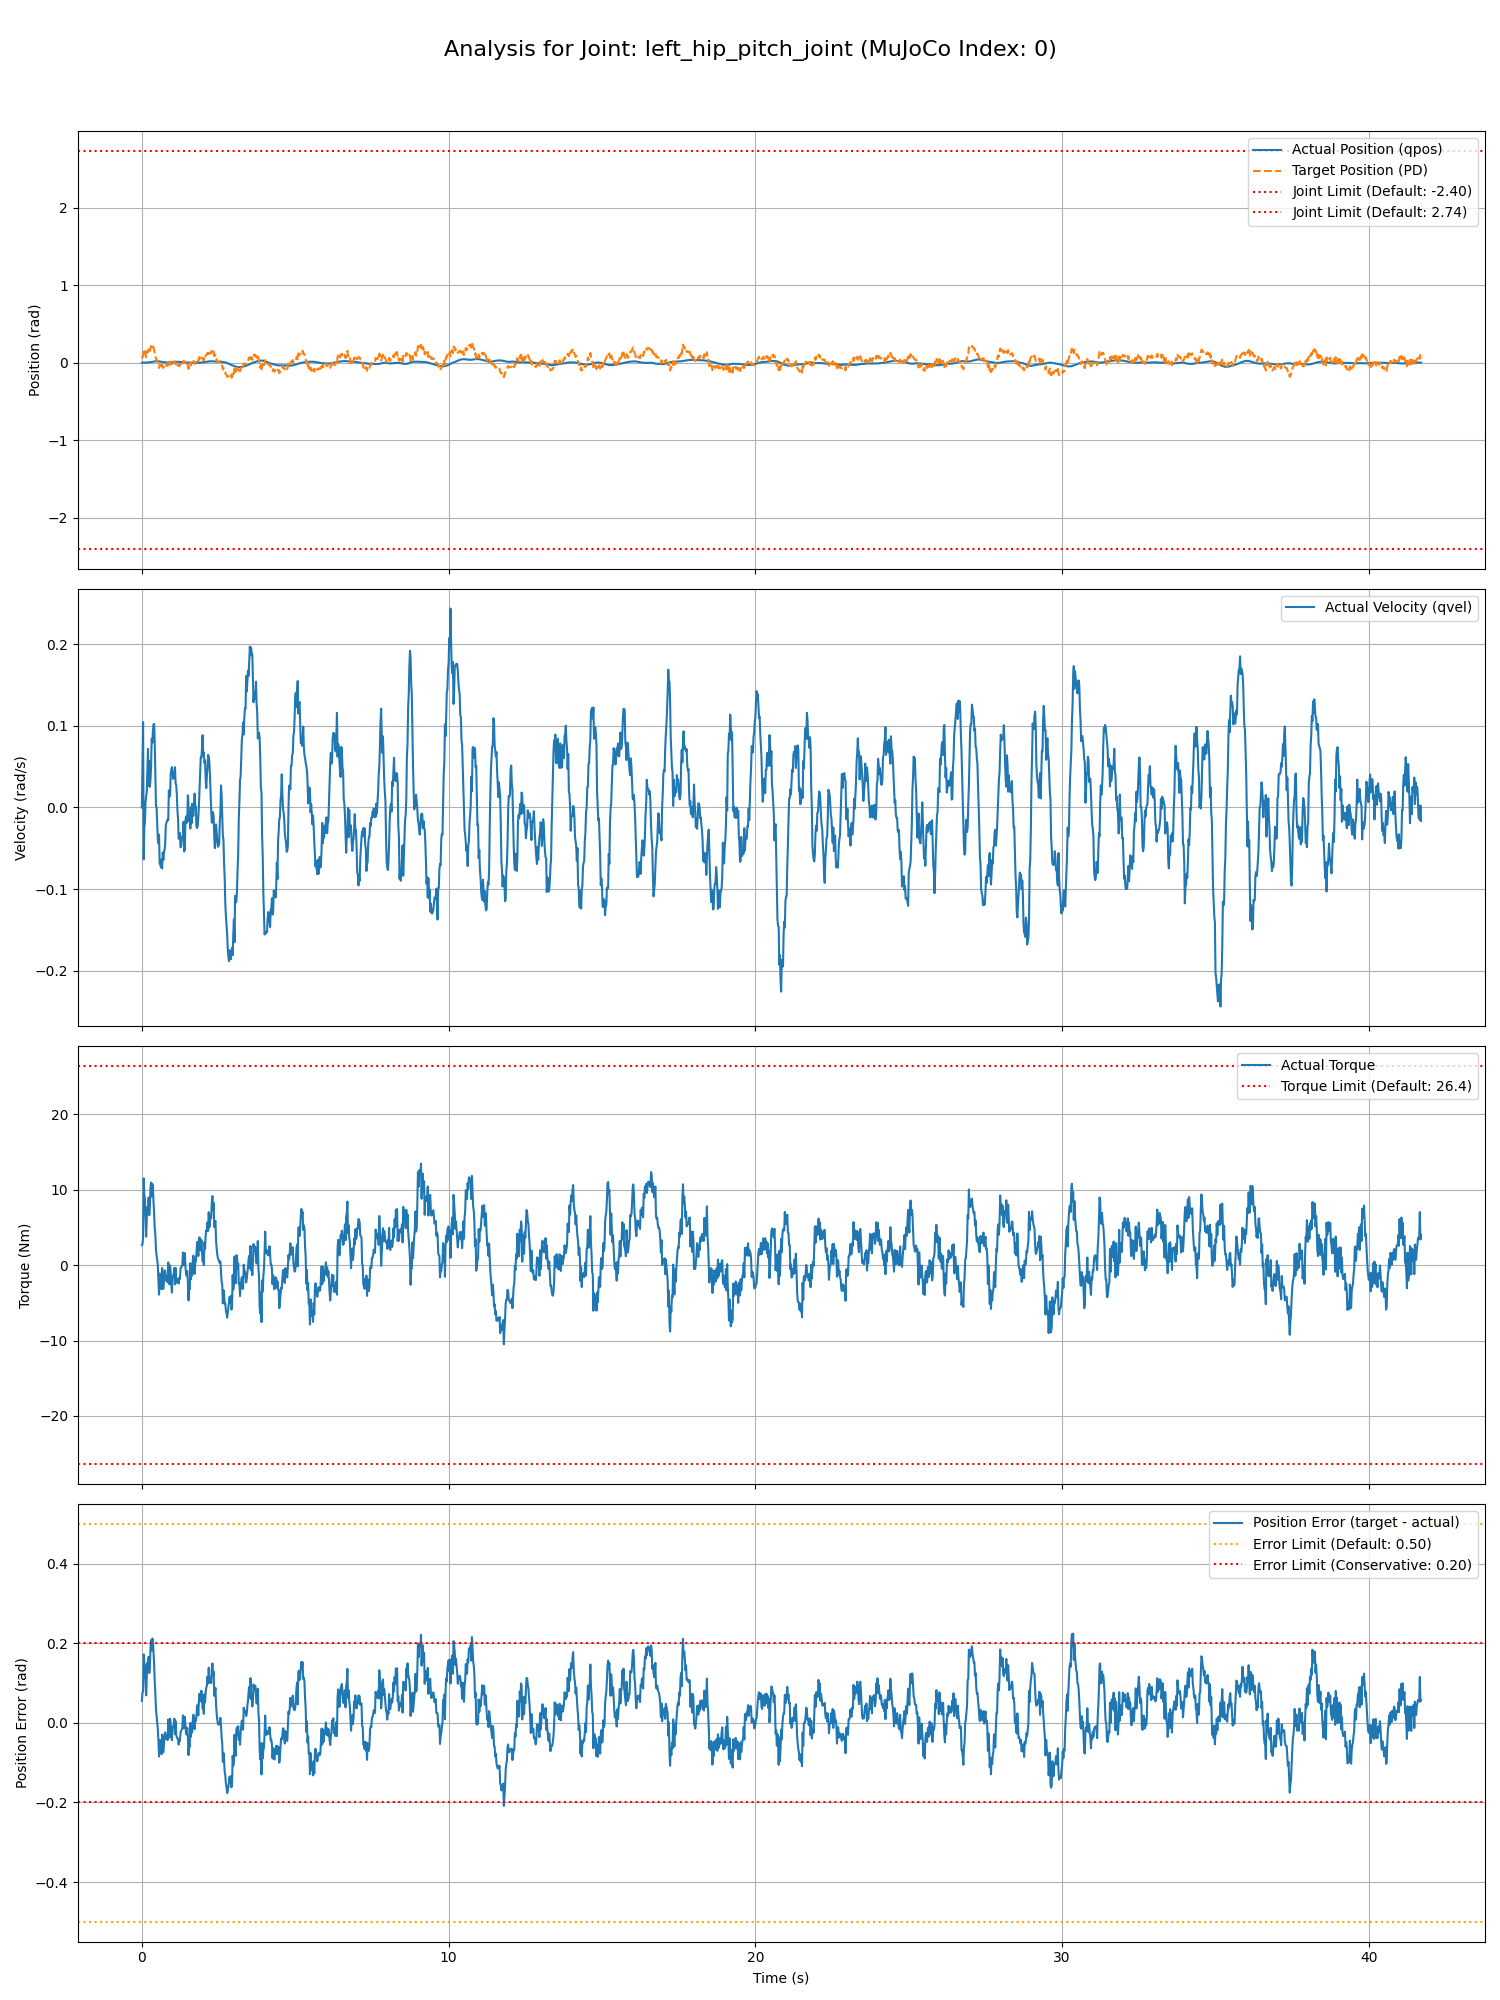 Analysis for Joint: left_hip_pitch_joint (MuJoCo Index: 0)
Actual Position (qpos)
Target Position (PD)
Joint Limit (Default: -2.40)
Joint Limit (Default: 2.74)
Position (rad)
2
1
0
−1
−2
Actual Velocity (qvel)
Velocity (rad/s)
0.2
0.1
0.0
−0.1
−0.2
Actual Torque
Torque Limit (Default: 26.4)
Torque (Nm)
20
10
0
−10
−20
Position Error (target - actual)
Error Limit (Default: 0.50)
Error Limit (Conservative: 0.20)
Position Error (rad)
0.4
0.2
0.0
−0.2
−0.4
0 10 20 30 40
Time (s)